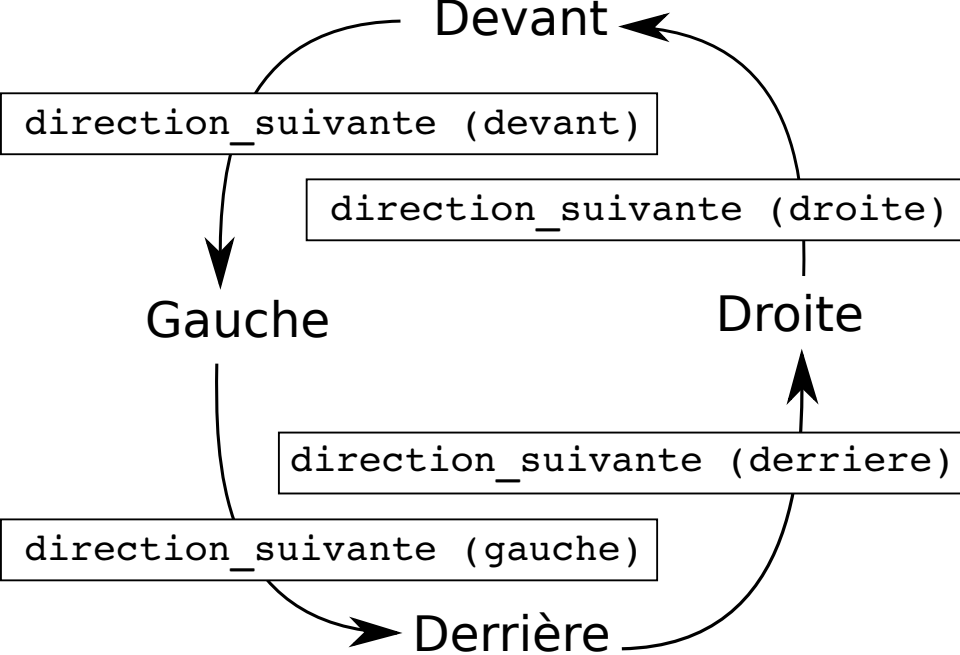 Devant
direction_suivante (devant)
direction_suivante (droite)
Gauche
Droite
direction_suivante (derriere)
direction_suivante (gauche)
Derrière